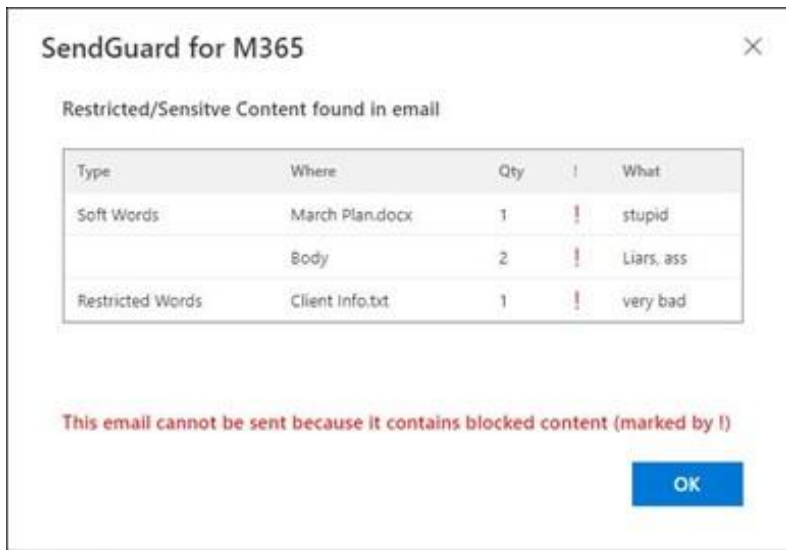 SendGuard for M365
Restricted/Sensitve Content found in email
Type Where Qty ! What
Soft Words March Plan.docx 1 ! stupid
Body 2 ! Liars, ass
Restricted Words Client Info.txt 1 ! very bad
This email cannot be sent because it contains blocked content (marked by !)
OK